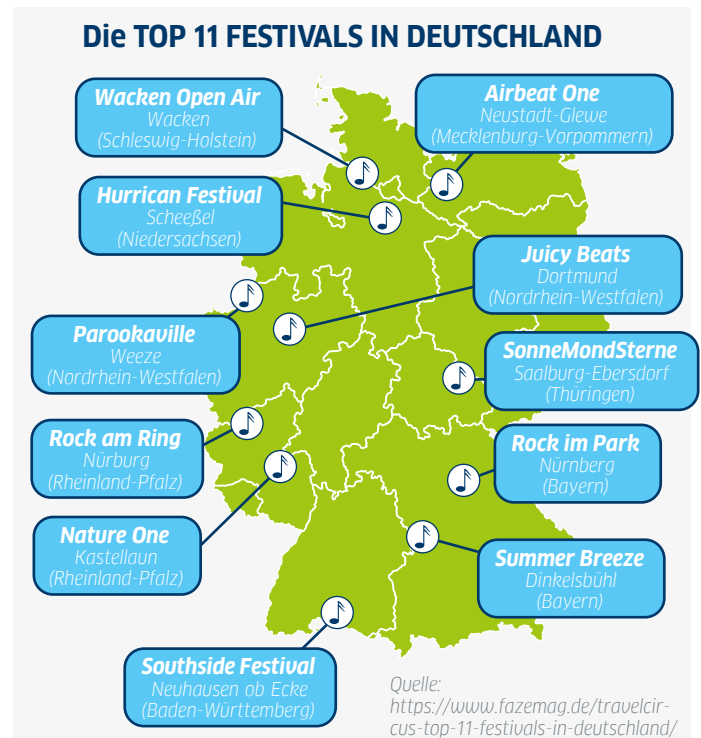 Die TOP 11 FESTIVALS IN DEUTSCHLAND
Wacken Open Air
Wacken
(Schleswig-Holstein)
Airbeat One
Neustadt-Glewe
(Mecklenburg-Vorpommern)
Hurrican Festival
Scheeßel
(Niedersachsen)
Juicy Beats
Dortmund
(Nordrhein-Westfalen)
Parookaville
Weeze
(Nordrhein-Westfalen)
SonneMondSterne
Saalburg-Ebersdorf
(Thüringen)
Rock am Ring
Nürburg
(Rheinland-Pfalz)
Rock im Park
Nürnberg
(Bayern)
Nature One
Kastellaun
(Rheinland-Pfalz)
Summer Breeze
Dinkelsbühl
(Bayern)
Southside Festival
Neuhausen ob Ecke
(Baden-Württemberg)
Quelle:
https://www.fazemag.de/travelcir-
cus-top-11-festivals-in-deutschland/